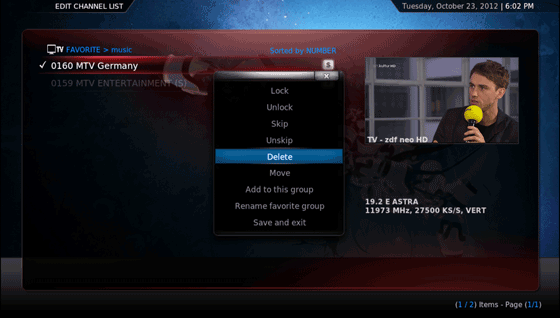 EDIT CHANNEL LIST
Tuesday, October 23, 2012 | 6:02 PM
TV FAVORITE > music
Sorted by NUMBER
✓ 0160 MTV Germany
$
0159 MTV ENTERTAINMENT (S)
x
Lock
Unlock
Skip
Unskip
Delete
Move
Add to this group
Rename favorite group
Save and exit
TV - zdf neo HD
19.2 E ASTRA
11973 MHz, 27500 KS/S, VERT
(1 / 2) Items - Page (1/1)